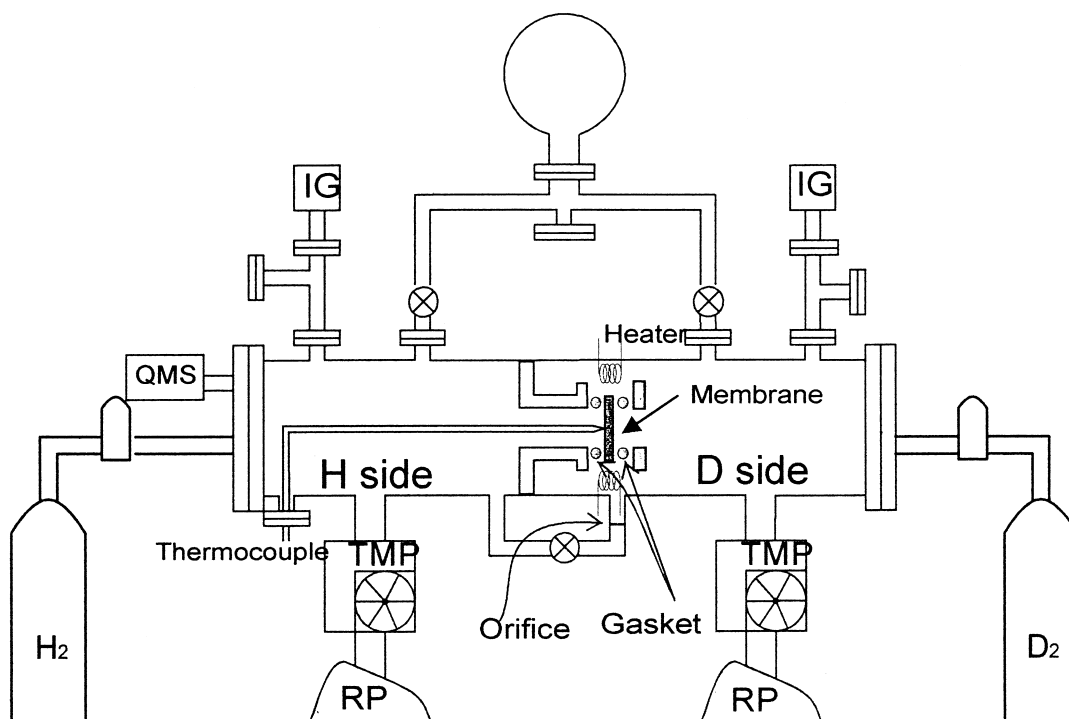 IG
IG
Heater
QMS
Membrane
H side
D side
Thermocouple
TMP
TMP
Orifice
Gasket
H₂
D₂
RP
RP